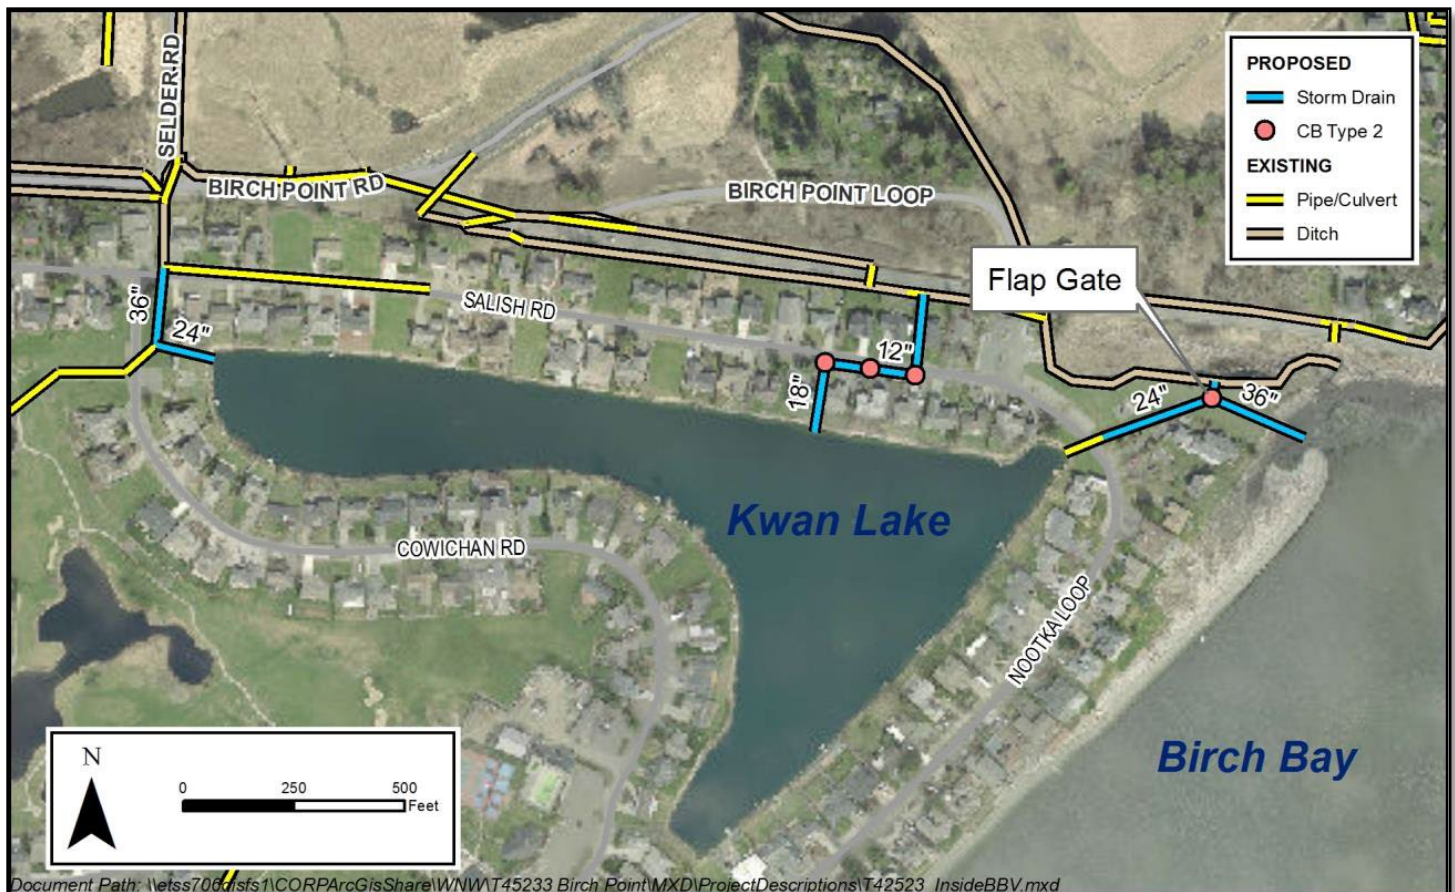 SELDER RD
BIRCH POINT RD
BIRCH POINT LOOP
PROPOSED
Storm Drain
CB Type 2
EXISTING
Pipe/Culvert
Ditch
Flap Gate
36"
24"
SALISH RD
12"
18"
24"
36"
Kwan Lake
COWICHAN RD
NOOTKA LOOP
Birch Bay
N
0 250 500
Feet
Document Path: \\etss706gisfs1\CORPArcGisShare\WNW\T45233 Birch Point\MXD\ProjectDescriptions\T42523_InsideBBV.mxd